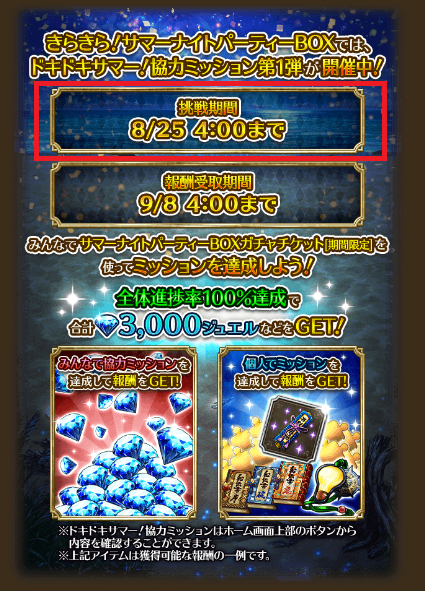 きらきら！サマーナイトパーティーBOXでは、
ドキドキサマー！協力ミッション第1弾が開催中！
挑戦期間
8/25 4:00まで
報酬受取期間
9/8 4:00まで
みんなでサマーナイトパーティーBOXガチャチケット[期間限定]を
使ってミッションを達成しよう！
全体進捗率100%達成で
合計3,000ジュエルなどをGET！
みんなで協力ミッションを
達成して報酬をGET！
個人でミッションを
達成して報酬をGET！
※ドキドキサマー！協力ミッションはホーム画面上部のボタンから
内容を確認することができます。
※上記アイテムは獲得可能な報酬の一例です。